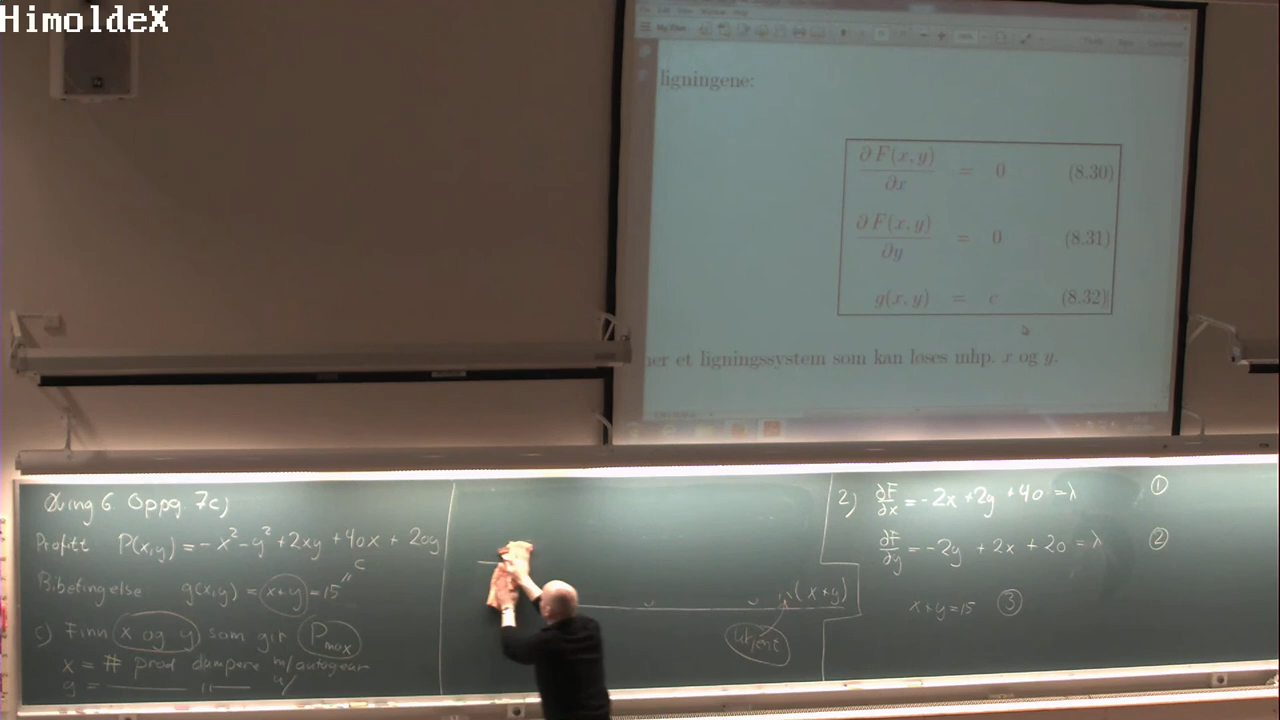 HimoldeX
ligningene:
∂ F(x, y)
∂x
= 0 (8.30)
∂ F(x, y)
∂y
= 0 (8.31)
g(x, y) = c (8.32)
et ligningssystem som kan løses mhp. x og y.
Øving 6. Oppg. 7c)
Profitt P(x,y) = -x² - y² + 2xy + 40x + 20y
Bibetingelse g(x,y) = x+y = 15
c
c) Finn x og y som gir Pmax
x = # prod dumpere m/autogear
y = —— 11 —— u/
(x+y)
ukjent
2) ∂F/∂x = -2x + 2y + 40 = λ ①
∂F/∂y = -2y + 2x + 20 = λ ②
x+y = 15 ③